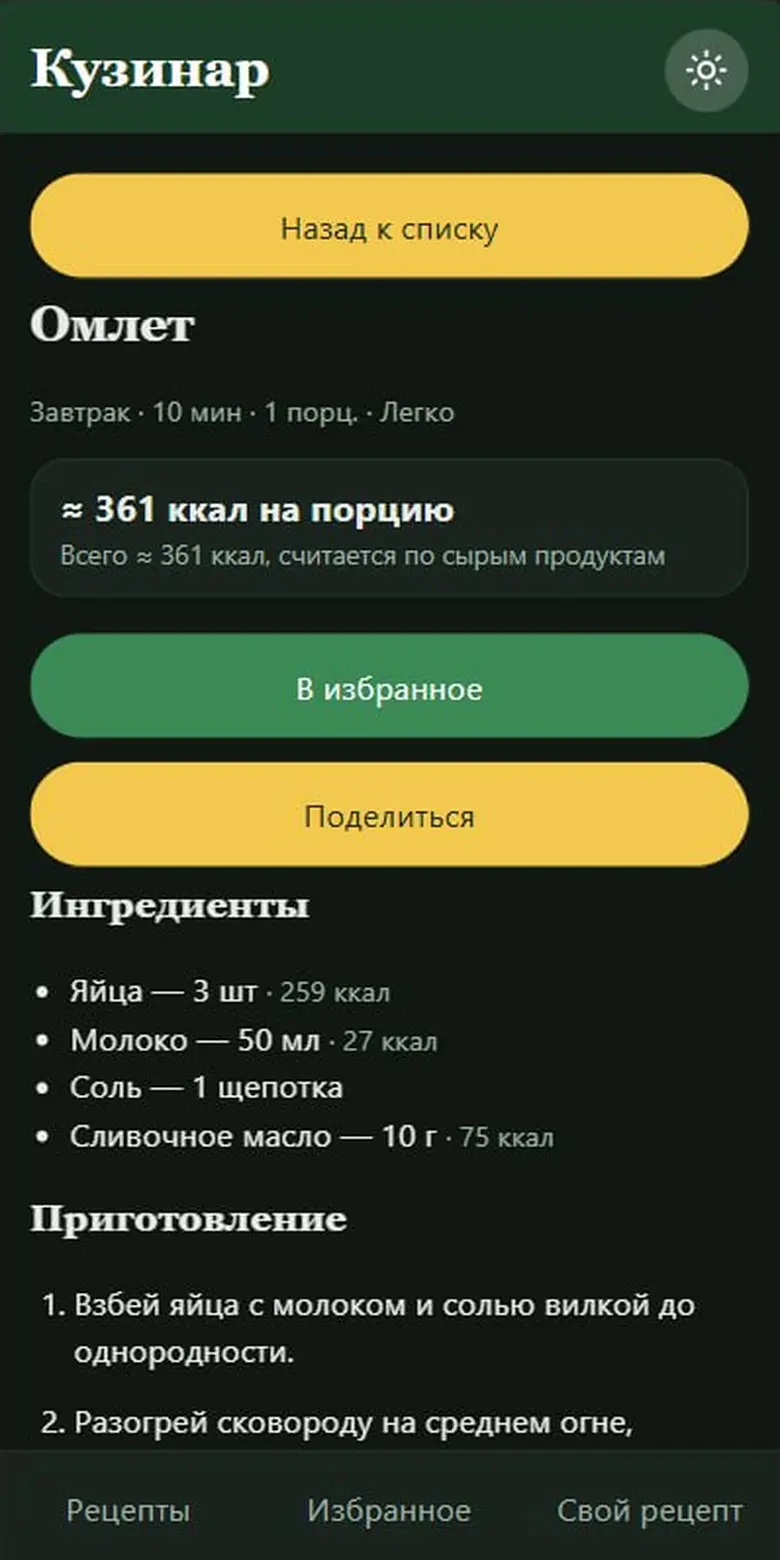 Кузинар
Назад к списку
Омлет
Завтрак · 10 мин · 1 порц. · Легко
≈ 361 ккал на порцию
Всего ≈ 361 ккал, считается по сырым продуктам
В избранное
Поделиться
Ингредиенты
• Яйца — 3 шт · 259 ккал
• Молоко — 50 мл · 27 ккал
• Соль — 1 щепотка
• Сливочное масло — 10 г · 75 ккал
Приготовление
1. Взбей яйца с молоком и солью вилкой до
однородности.
2. Разогрей сковороду на среднем огне,
Рецепты Избранное Свой рецепт